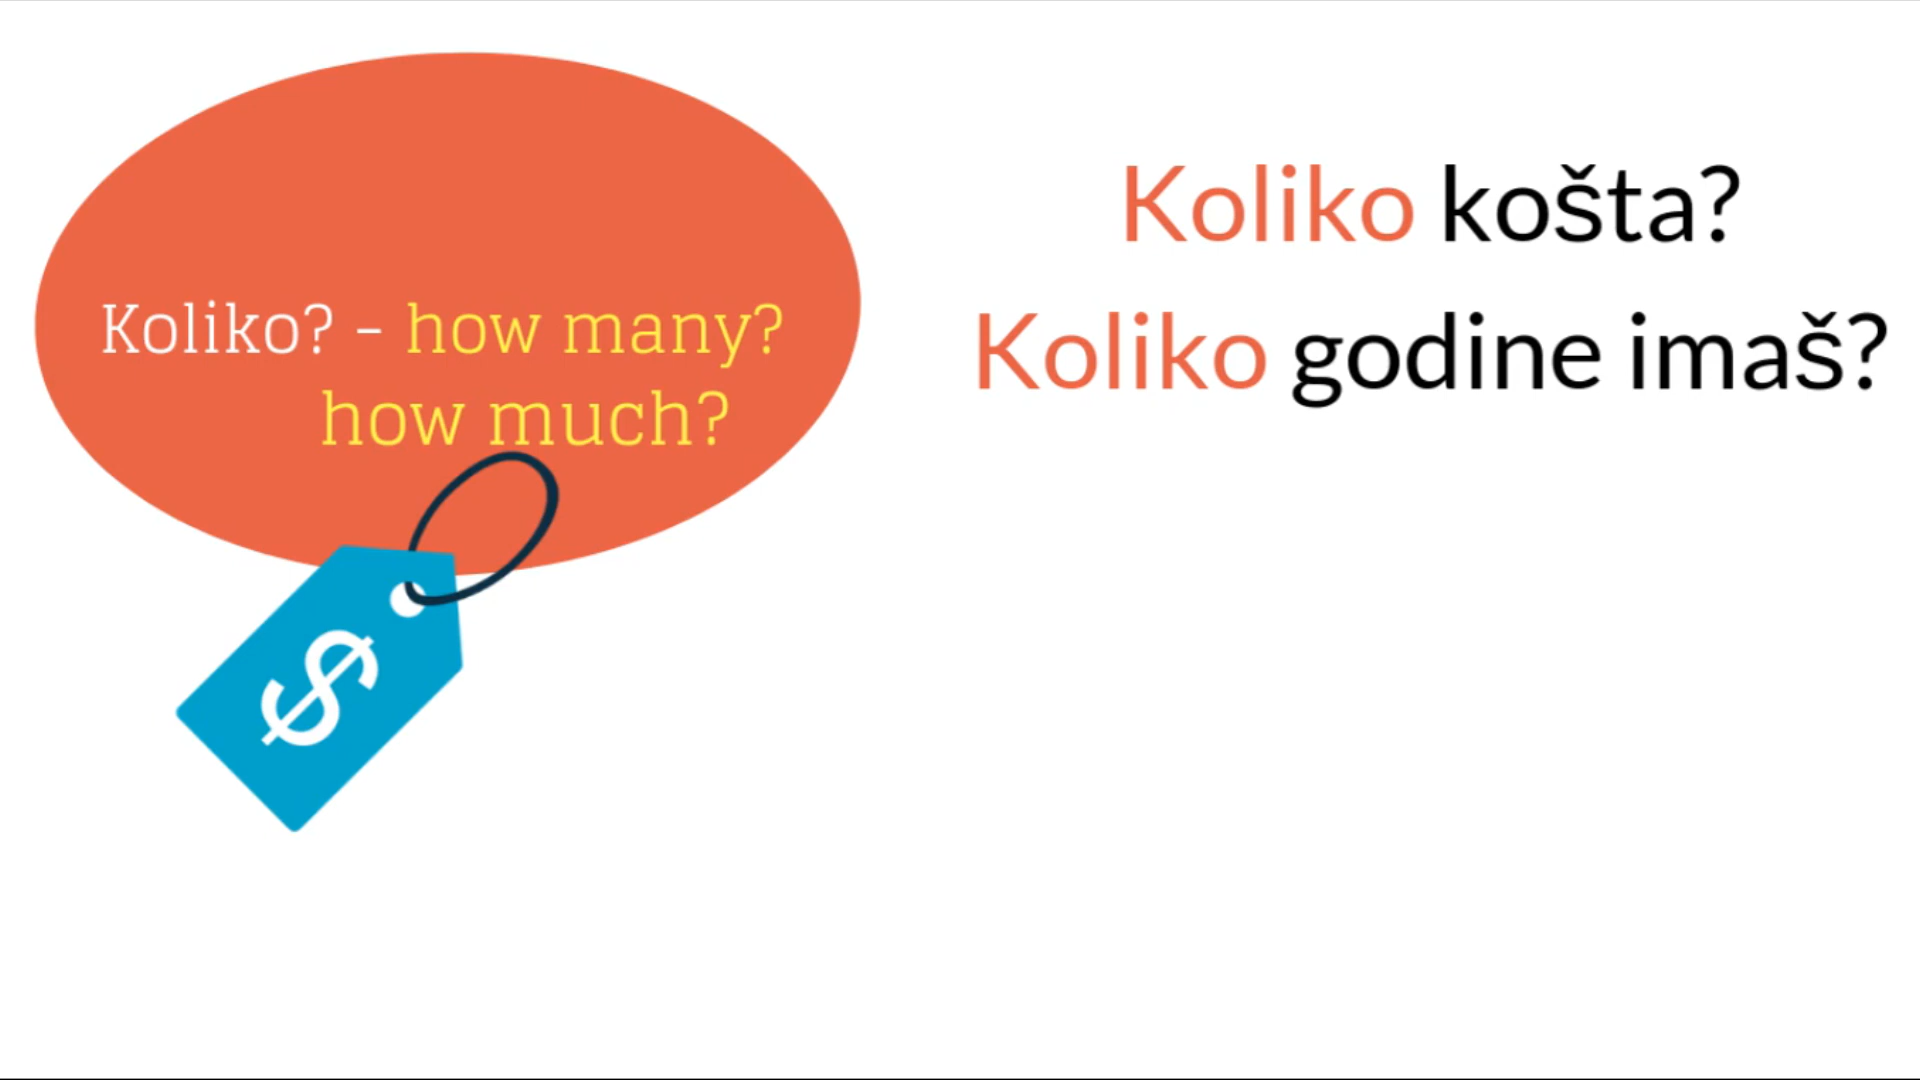 Koliko? - how many?
how much?
$
Koliko košta?
Koliko godine imaš?